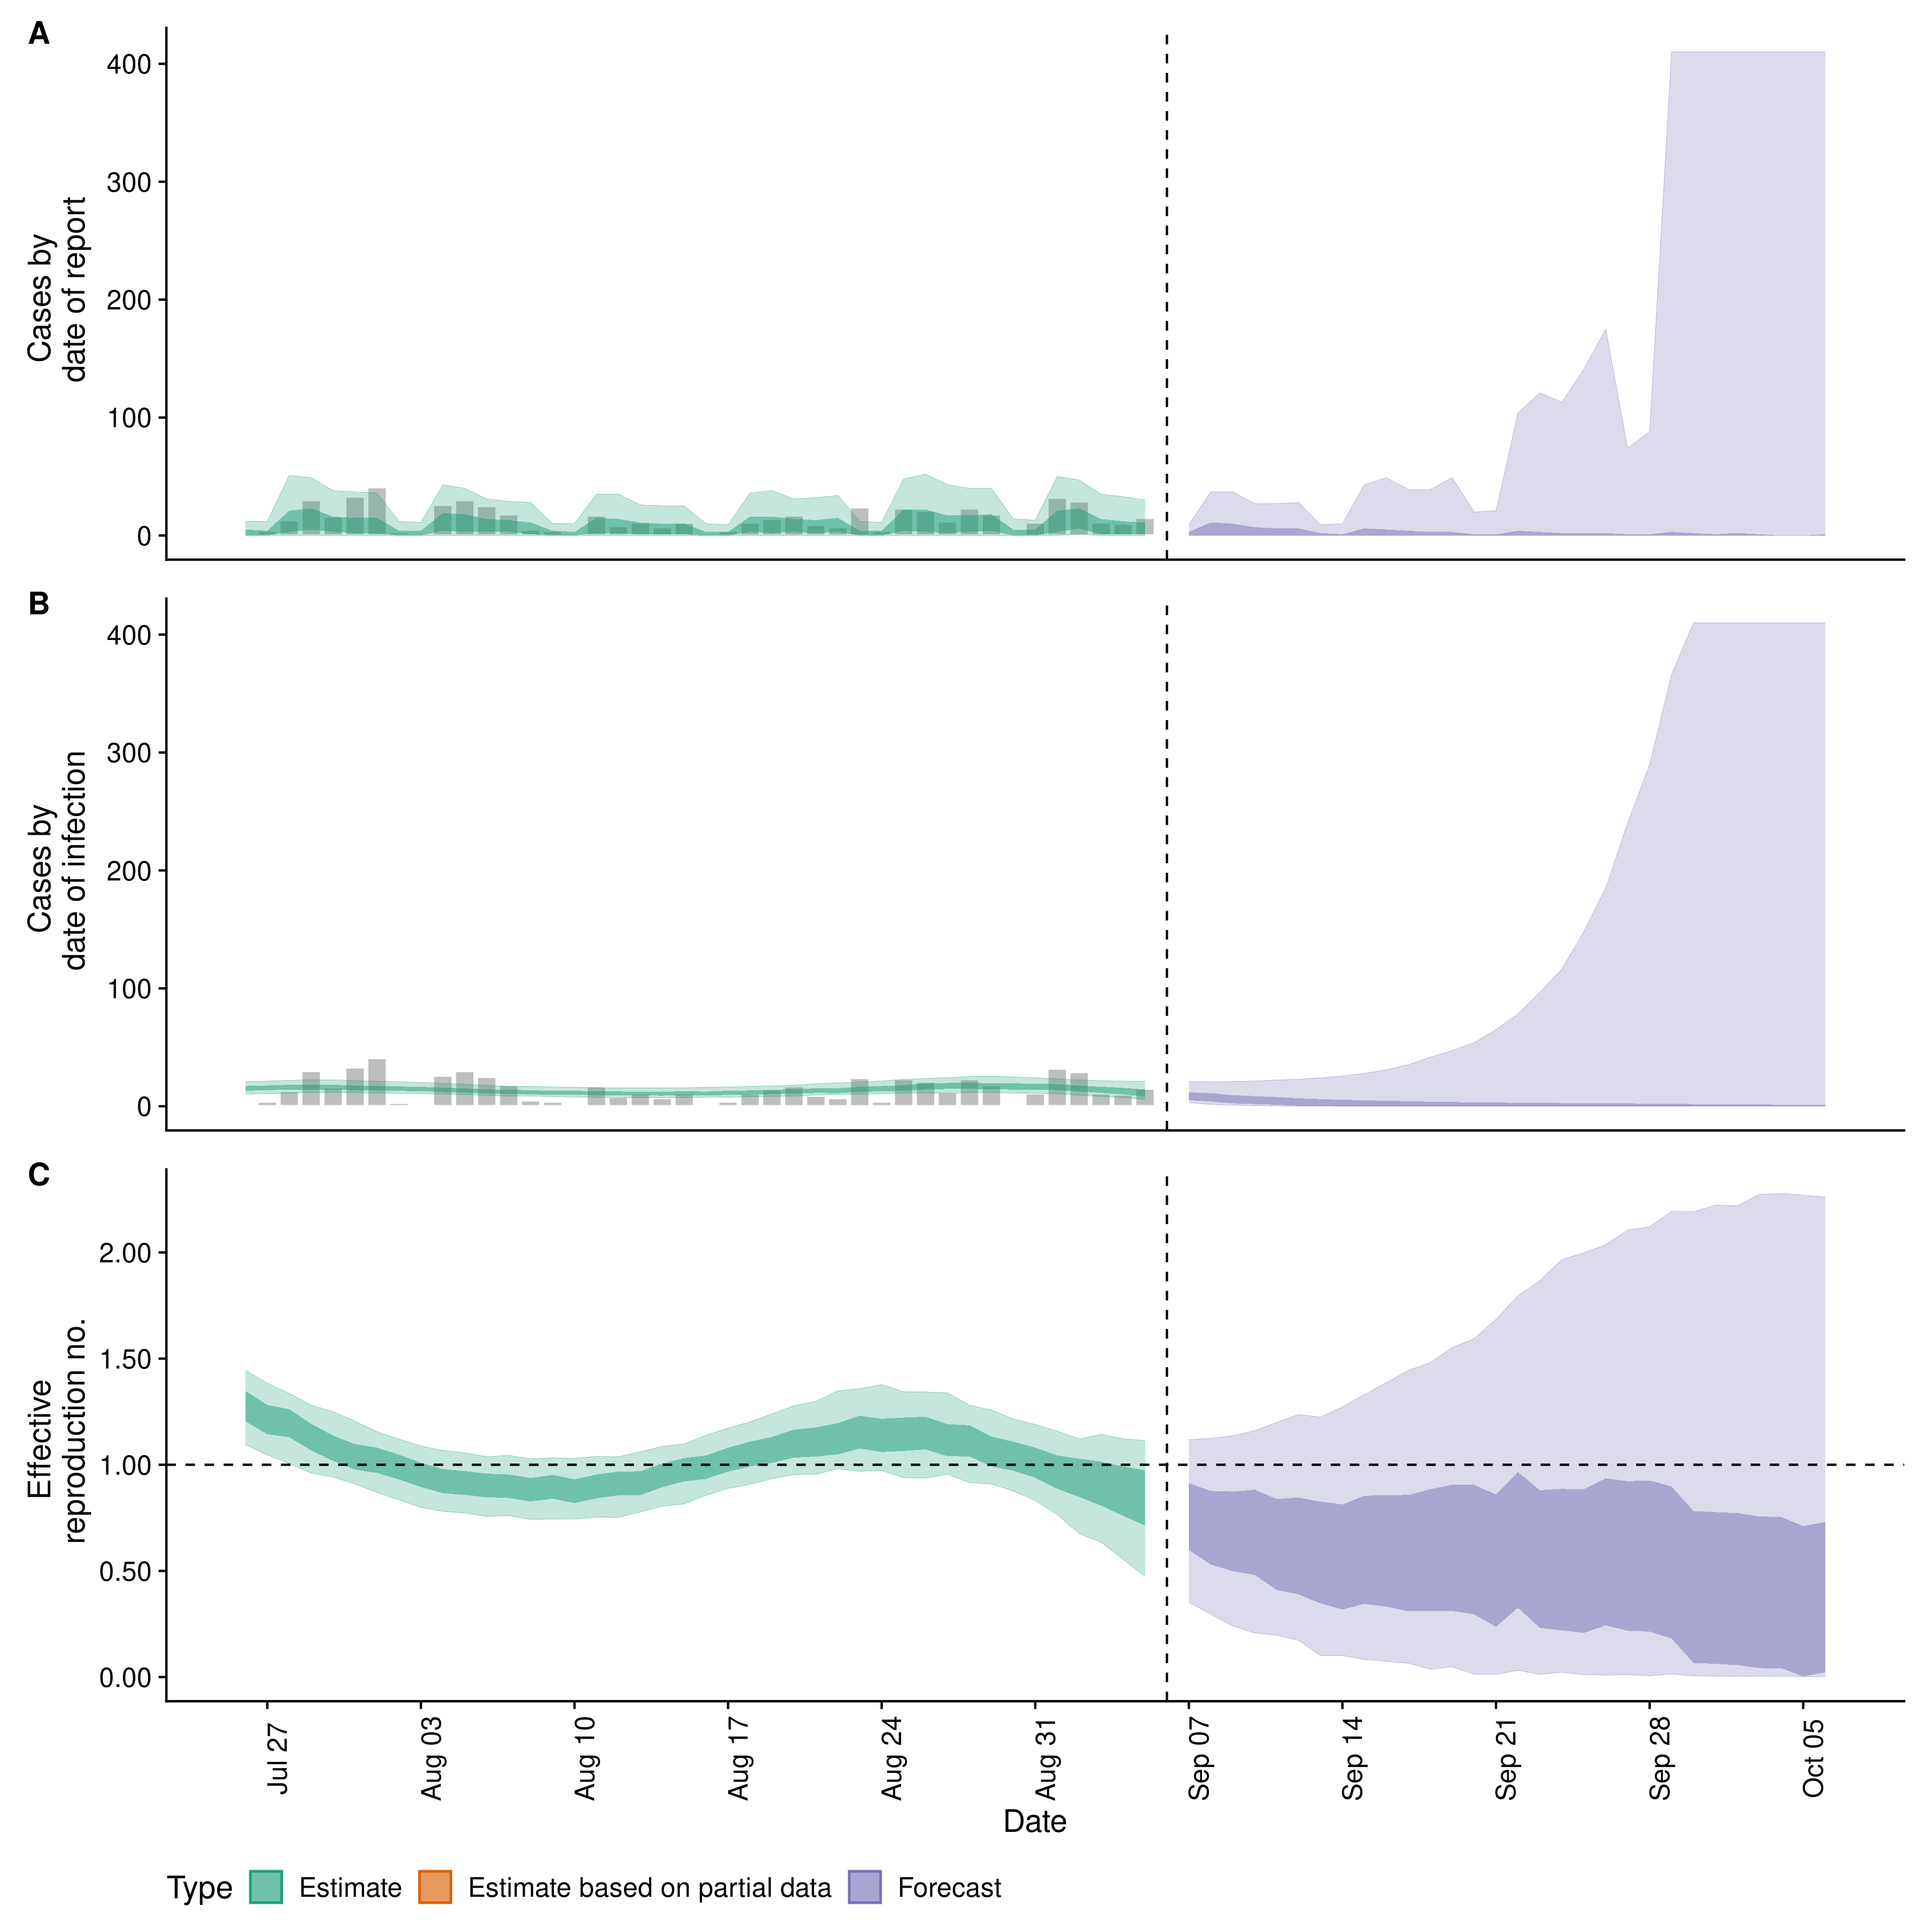 A
400
300
200
100
0
Cases by
date of report
B
400
300
200
100
0
Cases by
date of infection
C
2.00
1.50
1.00
0.50
0.00
Effective
reproduction no.
Jul 27
Aug 03
Aug 10
Aug 17
Aug 24
Aug 31
Sep 07
Sep 14
Sep 21
Sep 28
Oct 05
Date
Type Estimate Estimate based on partial data Forecast